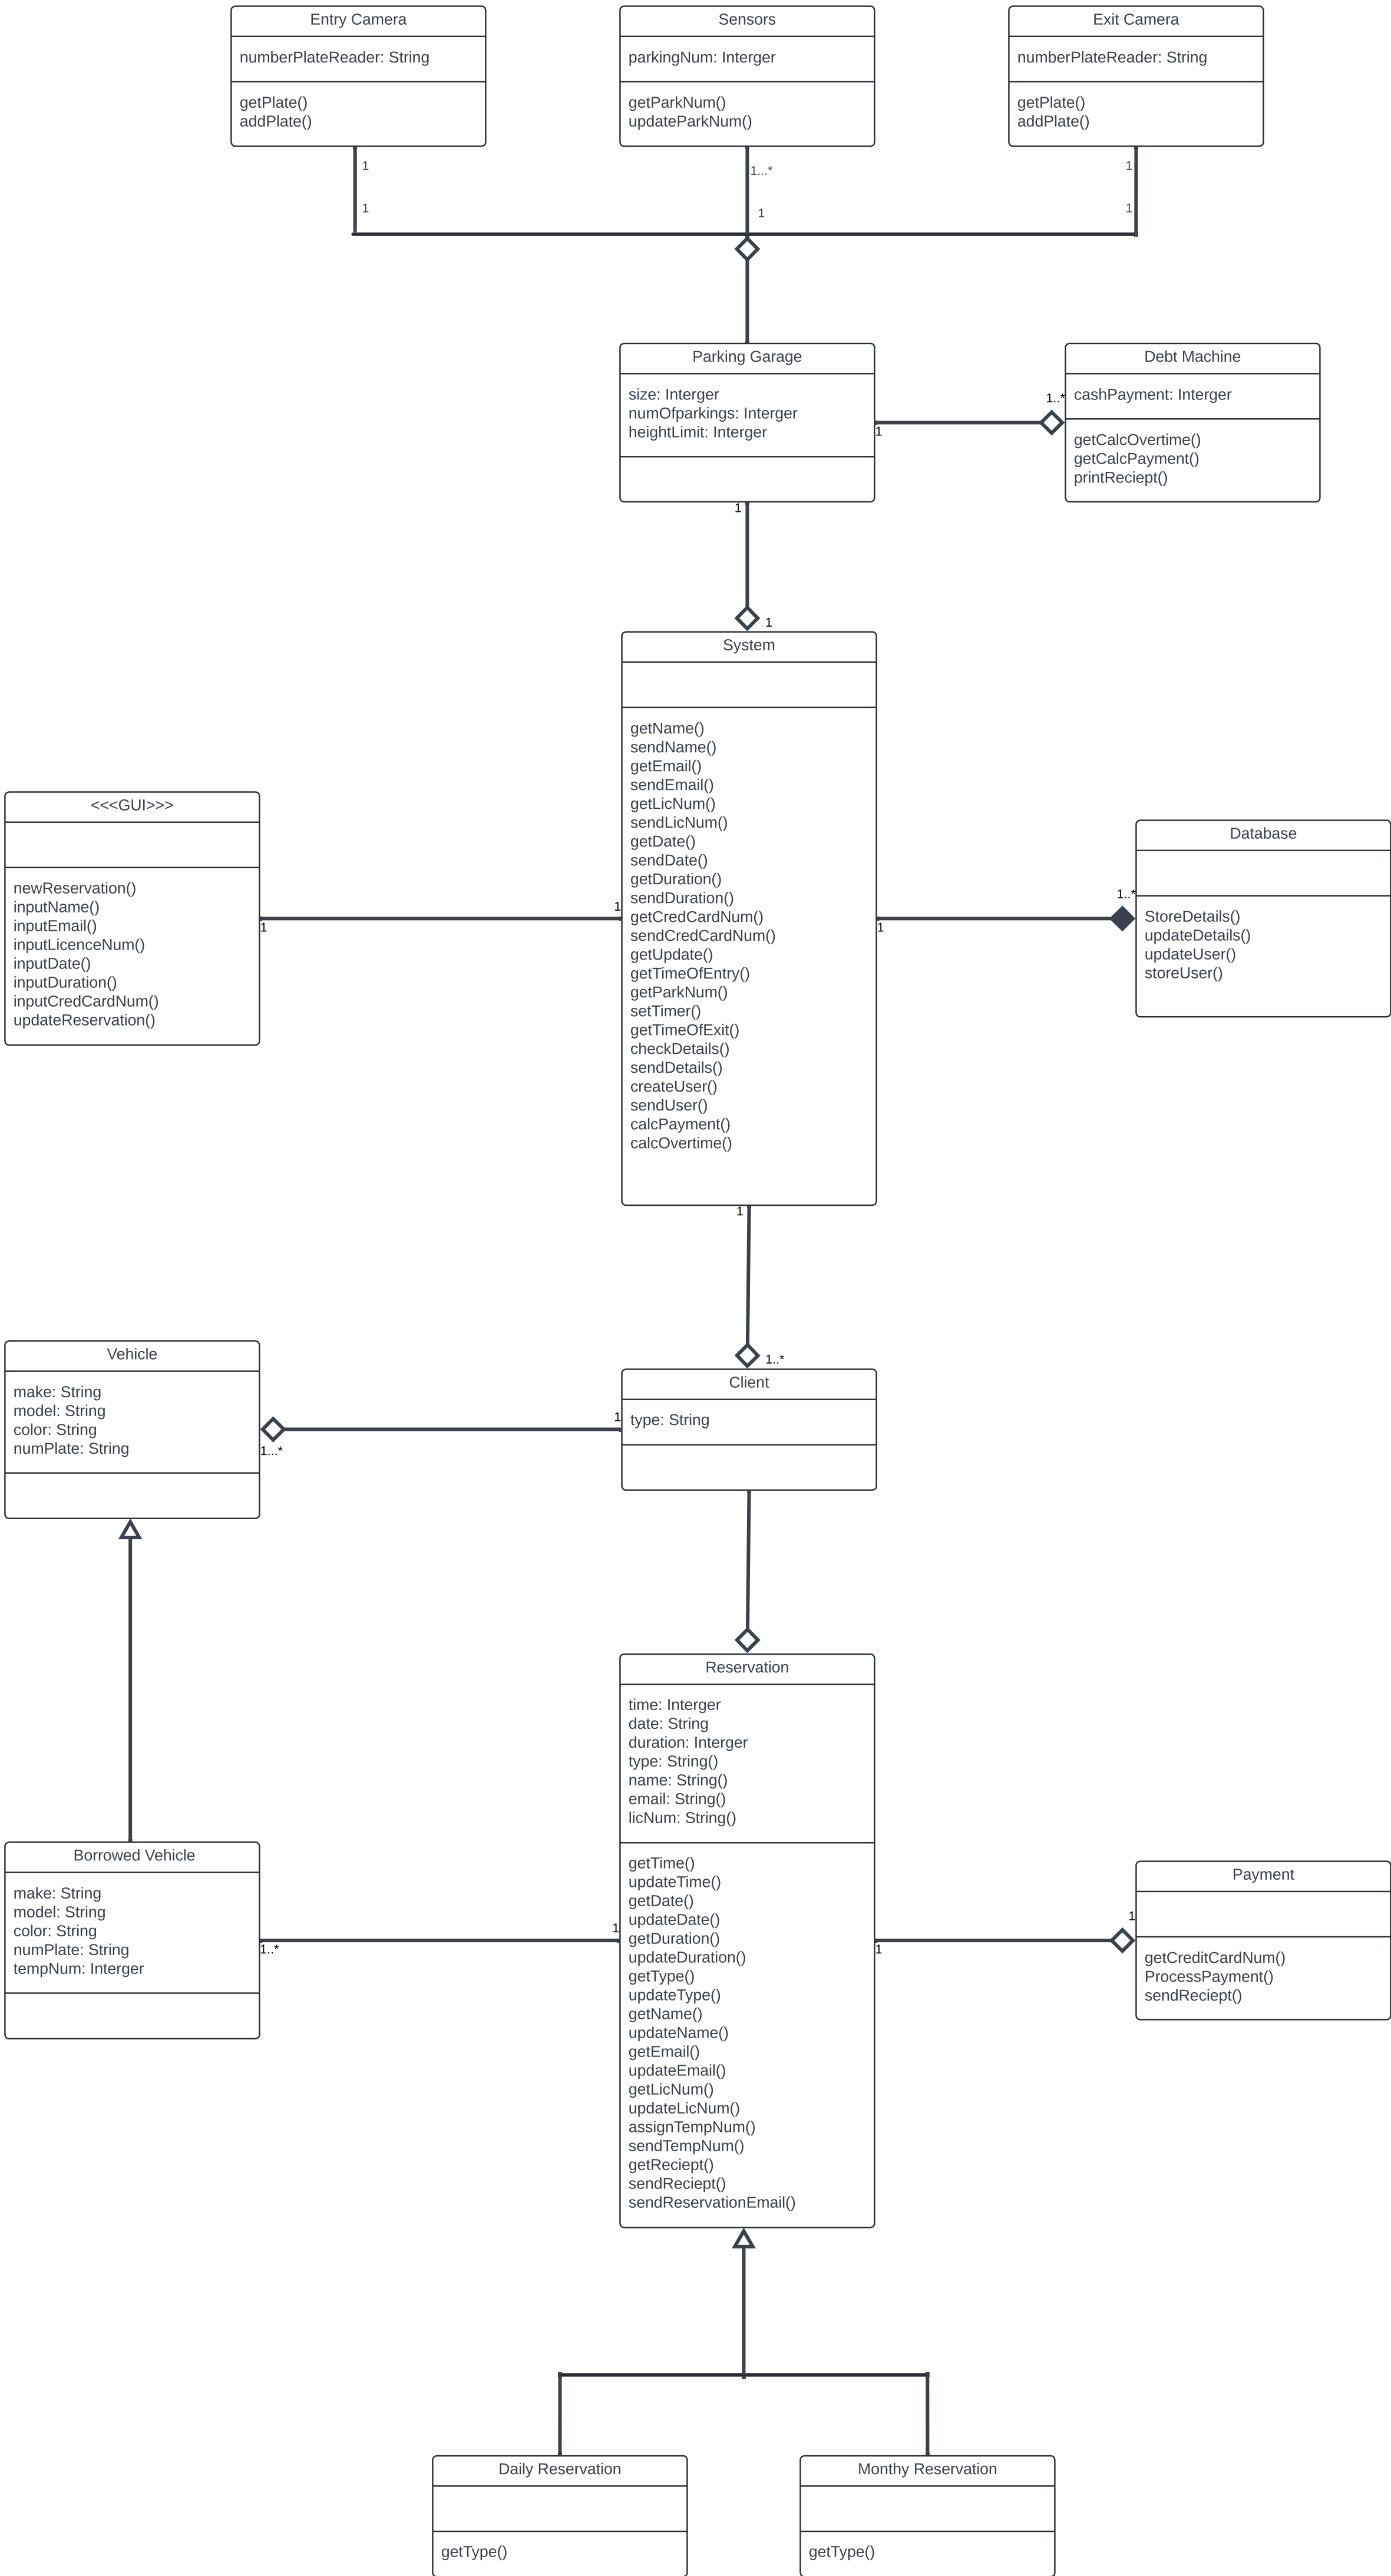 Entry Camera
numberPlateReader: String
getPlate()
addPlate()
Sensors
parkingNum: Interger
getParkNum()
updateParkNum()
Exit Camera
numberPlateReader: String
getPlate()
addPlate()
1
1...*
1
1
1
1
Parking Garage
size: Interger
numOfparkings: Interger
heightLimit: Interger
Debt Machine
cashPayment: Interger
getCalcOvertime()
getCalcPayment()
printReciept()
1..*
1
1
1
System
getName()
sendName()
getEmail()
sendEmail()
getLicNum()
sendLicNum()
getDate()
sendDate()
getDuration()
sendDuration()
getCredCardNum()
sendCredCardNum()
getUpdate()
getTimeOfEntry()
getParkNum()
setTimer()
getTimeOfExit()
checkDetails()
sendDetails()
createUser()
sendUser()
calcPayment()
calcOvertime()
<<<GUI>>>
newReservation()
inputName()
inputEmail()
inputLicenceNum()
inputDate()
inputDuration()
inputCredCardNum()
updateReservation()
1
1
Database
StoreDetails()
updateDetails()
updateUser()
storeUser()
1..*
1
1
1..*
Vehicle
make: String
model: String
color: String
numPlate: String
Client
type: String
1
1...*
Reservation
time: Interger
date: String
duration: Interger
type: String()
name: String()
email: String()
licNum: String()
getTime()
updateTime()
getDate()
updateDate()
getDuration()
updateDuration()
getType()
updateType()
getName()
updateName()
getEmail()
updateEmail()
getLicNum()
updateLicNum()
assignTempNum()
sendTempNum()
getReciept()
sendReciept()
sendReservationEmail()
Borrowed Vehicle
make: String
model: String
color: String
numPlate: String
tempNum: Interger
1
1..*
Payment
getCreditCardNum()
ProcessPayment()
sendReciept()
1
1
Daily Reservation
getType()
Monthy Reservation
getType()